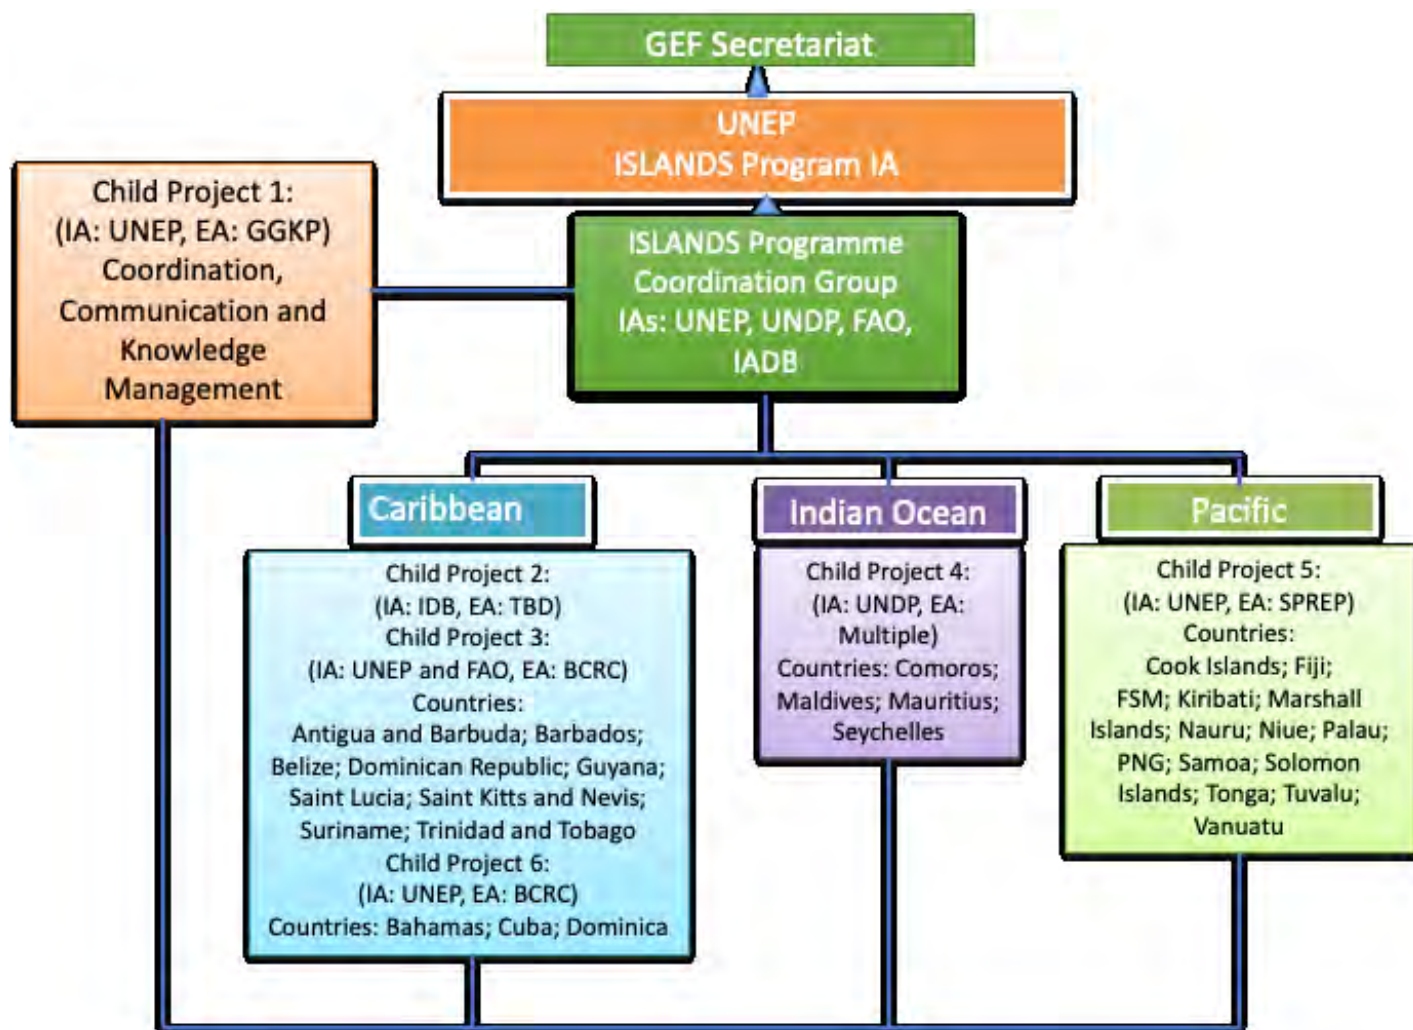 GEF Secretariat
UNEP
ISLANDS Program IA
Child Project 1:
(IA: UNEP, EA: GGKP)
Coordination,
Communication and
Knowledge
Management
ISLANDS Programme
Coordination Group
IAs: UNEP, UNDP, FAO,
IADB
Caribbean
Child Project 2:
(IA: IDB, EA: TBD)
Child Project 3:
(IA: UNEP and FAO, EA: BCRC)
Countries:
Antigua and Barbuda; Barbados;
Belize; Dominican Republic; Guyana;
Saint Lucia; Saint Kitts and Nevis;
Suriname; Trinidad and Tobago
Child Project 6:
(IA: UNEP, EA: BCRC)
Countries: Bahamas; Cuba; Dominica
Indian Ocean
Child Project 4:
(IA: UNDP, EA:
Multiple)
Countries: Comoros;
Maldives; Mauritius;
Seychelles
Pacific
Child Project 5:
(IA: UNEP, EA: SPREP)
Countries:
Cook Islands; Fiji;
FSM; Kiribati; Marshall
Islands; Nauru; Niue; Palau;
PNG; Samoa; Solomon
Islands; Tonga; Tuvalu;
Vanuatu